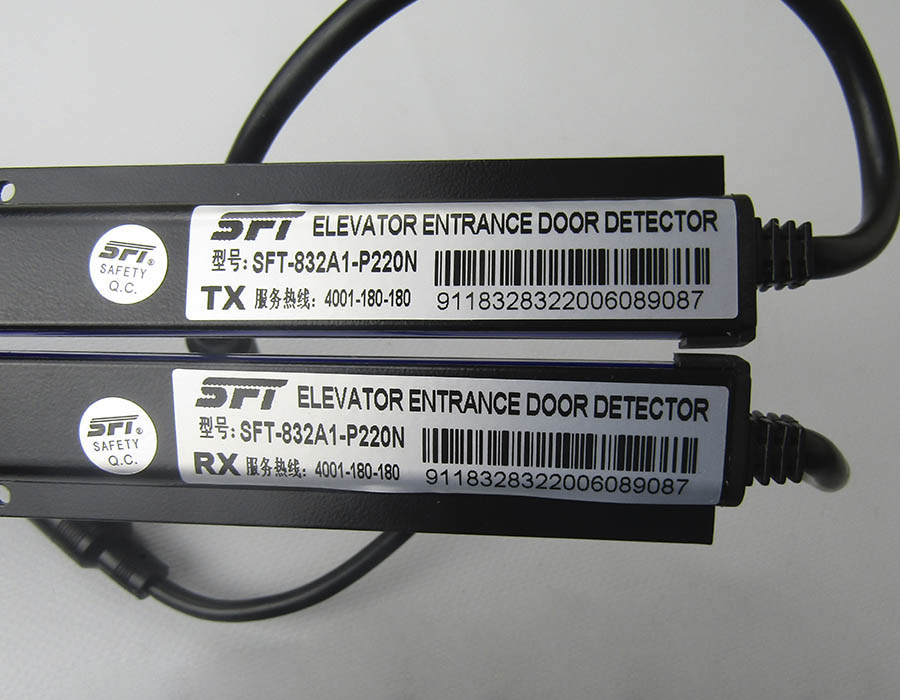 SFT ELEVATOR ENTRANCE DOOR DETECTOR
型号: SFT-832A1-P220N
TX 服务热线: 4001-180-180
9118328322006089087
SFT®
SAFETY
Q.C.
SFT ELEVATOR ENTRANCE DOOR DETECTOR
型号: SFT-832A1-P220N
RX 服务热线: 4001-180-180
9118328322006089087
SFT®
SAFETY
Q.C.